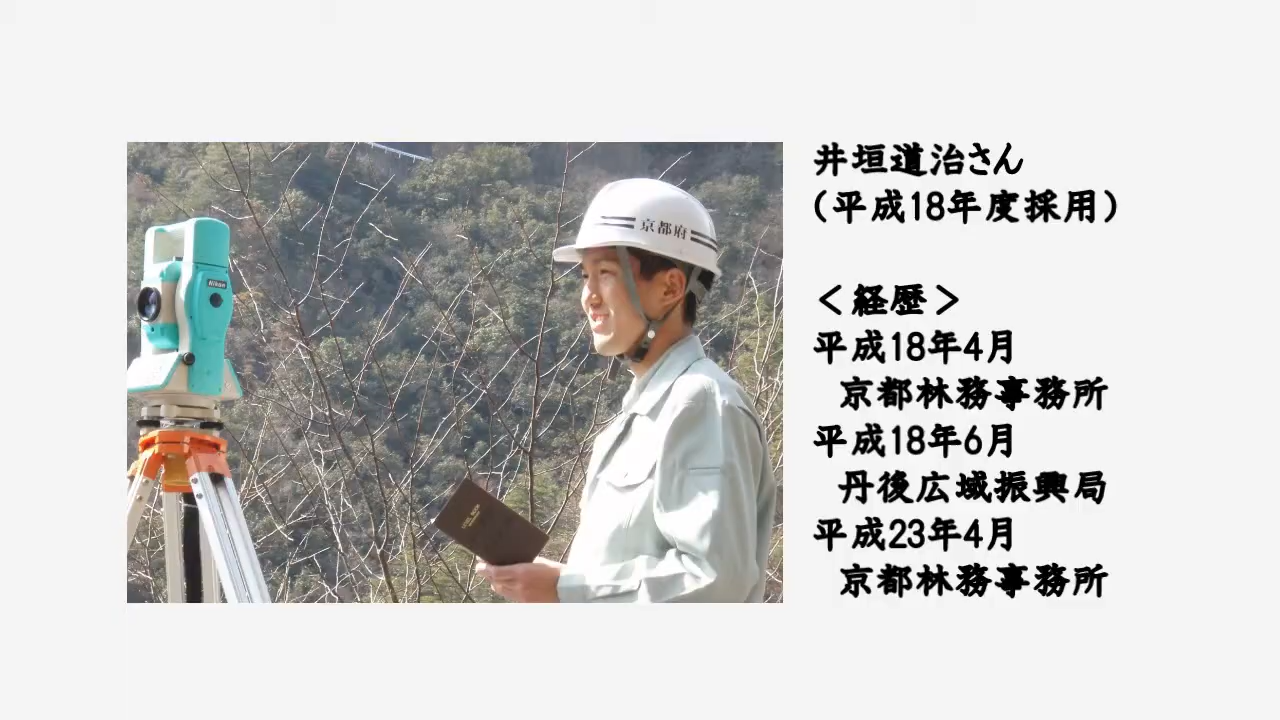 井垣道治さん
（平成18年度採用）
＜経歴＞
平成18年4月
京都林務事務所
平成18年6月
丹後広域振興局
平成23年4月
京都林務事務所
京都府
Nikon
LEVEL BOOK